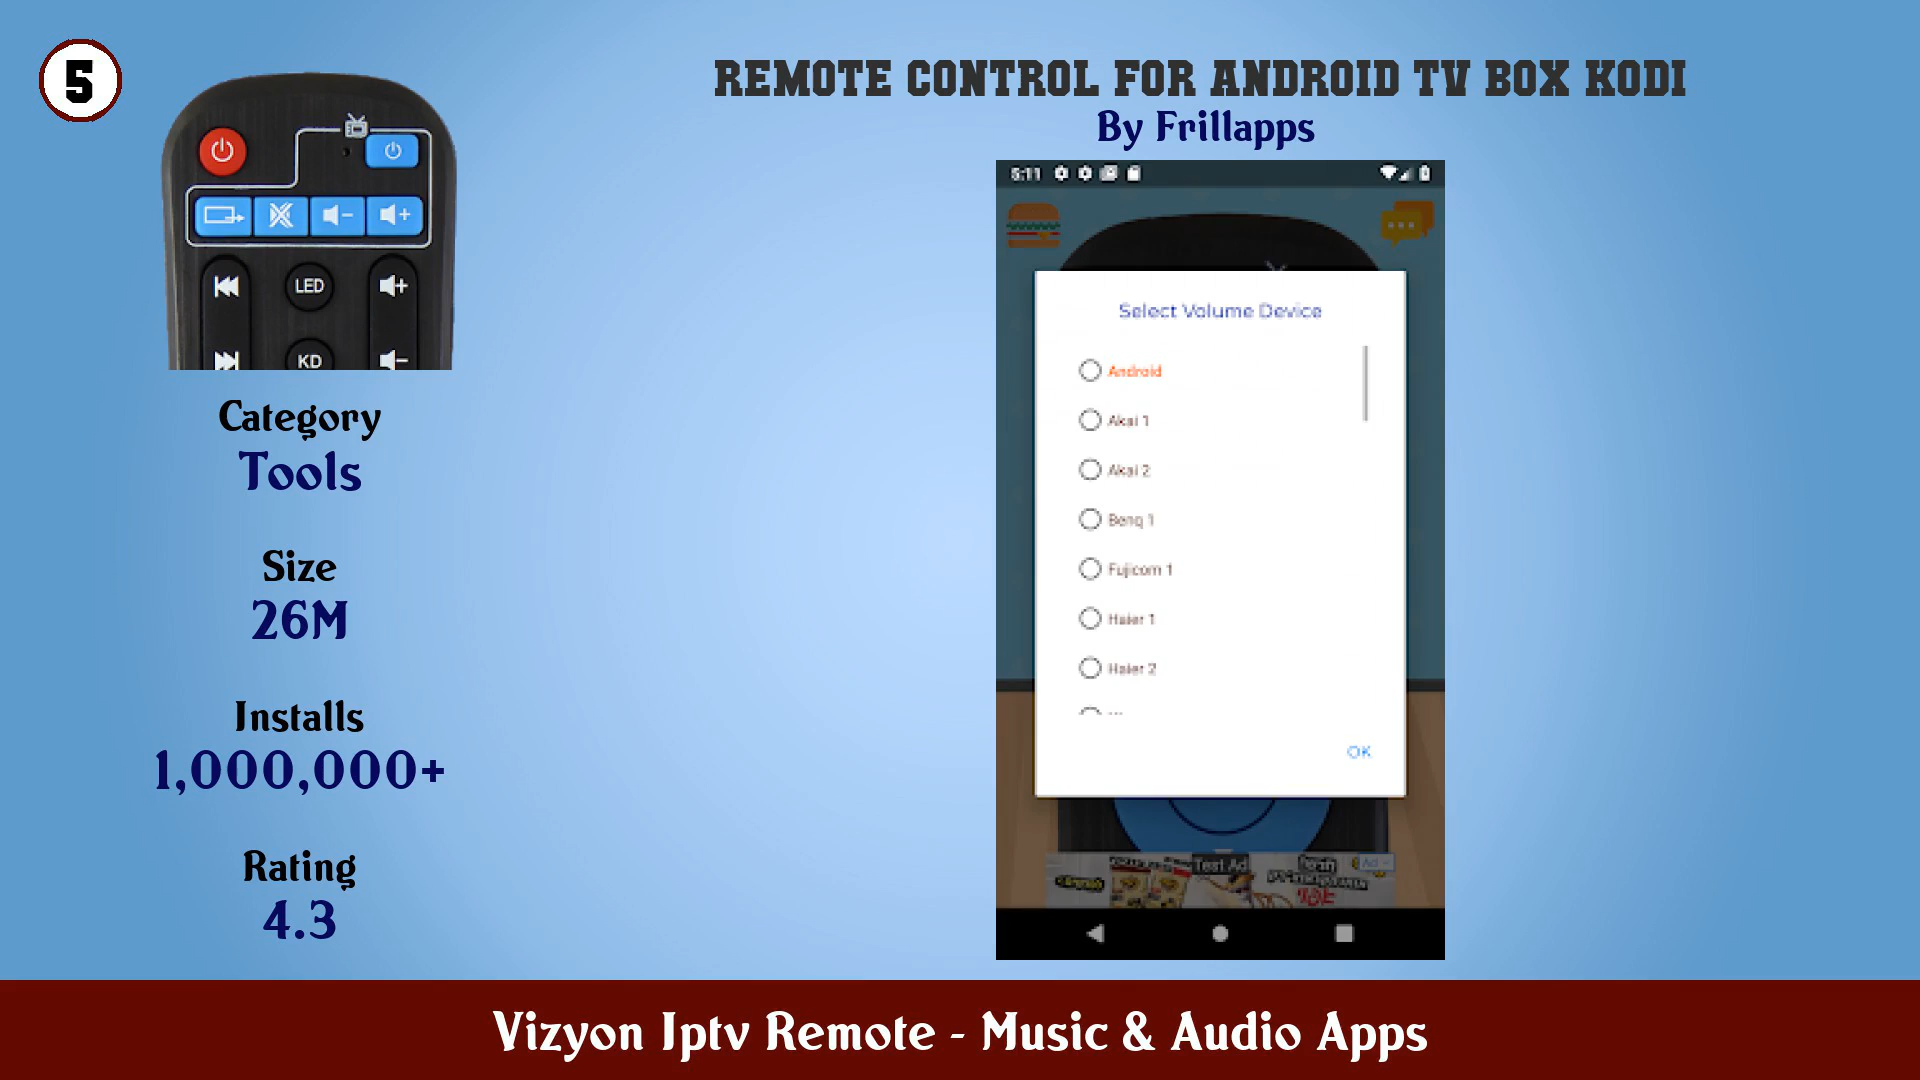 5
REMOTE CONTROL FOR ANDROID TV BOX KODI
By Frillapps
LED
KD
Category
Tools
Size
26M
Installs
1,000,000+
Rating
4.3
5:11
Select Volume Device
Android
Akai 1
Akai 2
Benq 1
Fujicom 1
Haier 1
Haier 2
OK
Test Ad
Ad
Vizyon Iptv Remote - Music & Audio Apps